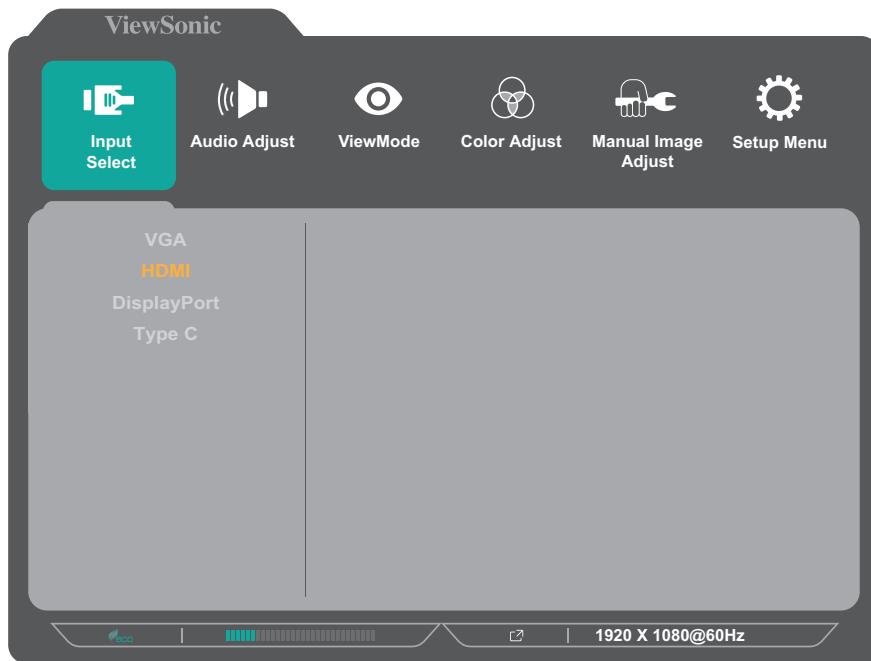 ViewSonic
Input
Select
Audio Adjust
ViewMode
Color Adjust
Manual Image
Adjust
Setup Menu
VGA
HDMI
DisplayPort
Type C
eco
1920 X 1080@60Hz